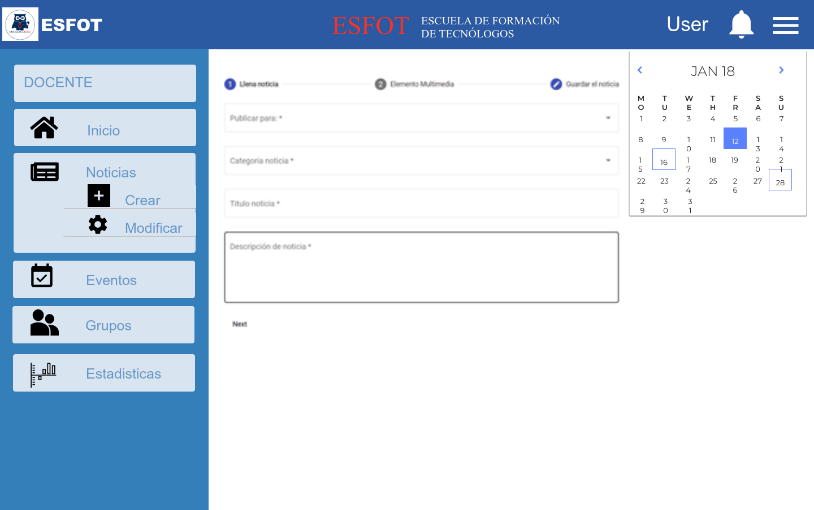 ESFOT
ESFOT
ESCUELA DE FORMACIÓN
DE TECNÓLOGOS
User
DOCENTE
Inicio
Noticias
Crear
Modificar
Eventos
Grupos
Estadisticas
1 Llena noticia
2 Elemento Multimedia
Guardar el noticia
Publicar para: *
Categoria noticia *
Titulo noticia *
Descripción de noticia *
Next
JAN 18
MO TU WE TH FR SA SU
1 2 3 4 5 6 7
8 9 10 11 12 13 14
15 16 17 18 19 20 21
22 23 24 25 26 27 28
29 30 31